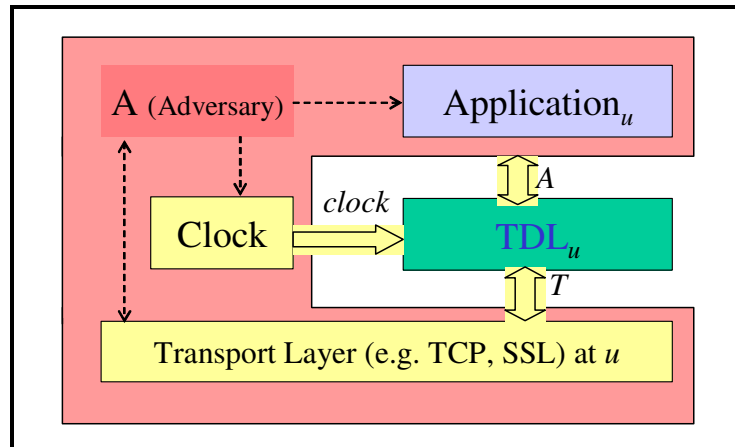 A (Adversary)
Application_u
A
clock
Clock
TDL_u
T
Transport Layer (e.g. TCP, SSL) at u